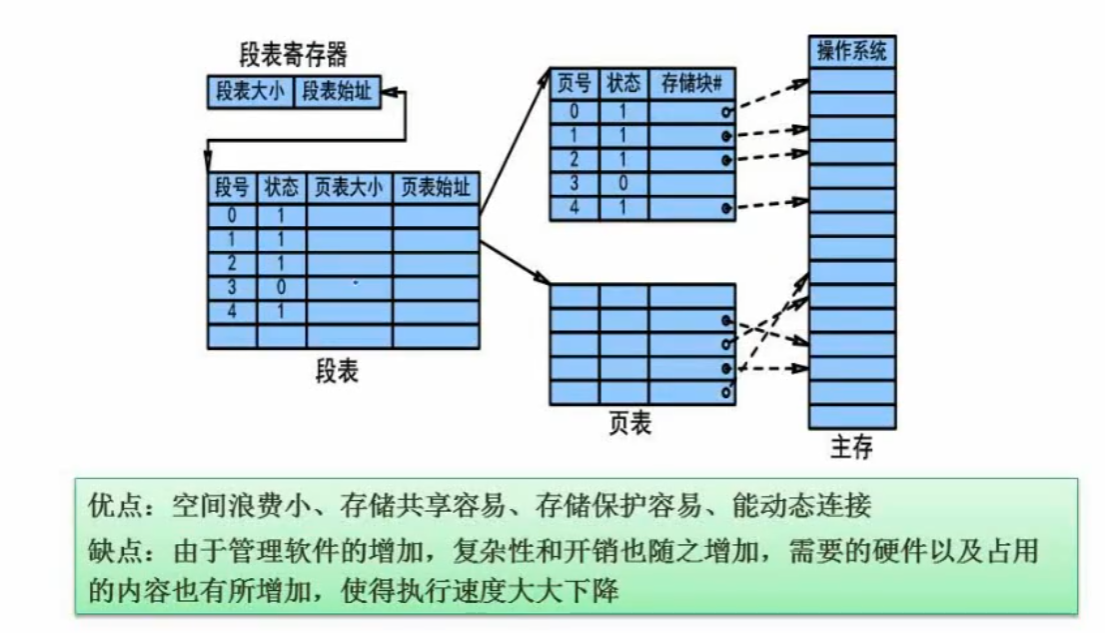 段表寄存器
段表大小 段表始址
段号 状态 页表大小 页表始址
0 1
1 1
2 1
3 0
4 1
段表
页号 状态 存储块#
0 1
1 1
2 1
3 0
4 1
页表
操作系统
主存
优点：空间浪费小、存储共享容易、存储保护容易、能动态连接
缺点：由于管理软件的增加，复杂性和开销也随之增加，需要的硬件以及占用
的内容也有所增加，使得执行速度大大下降